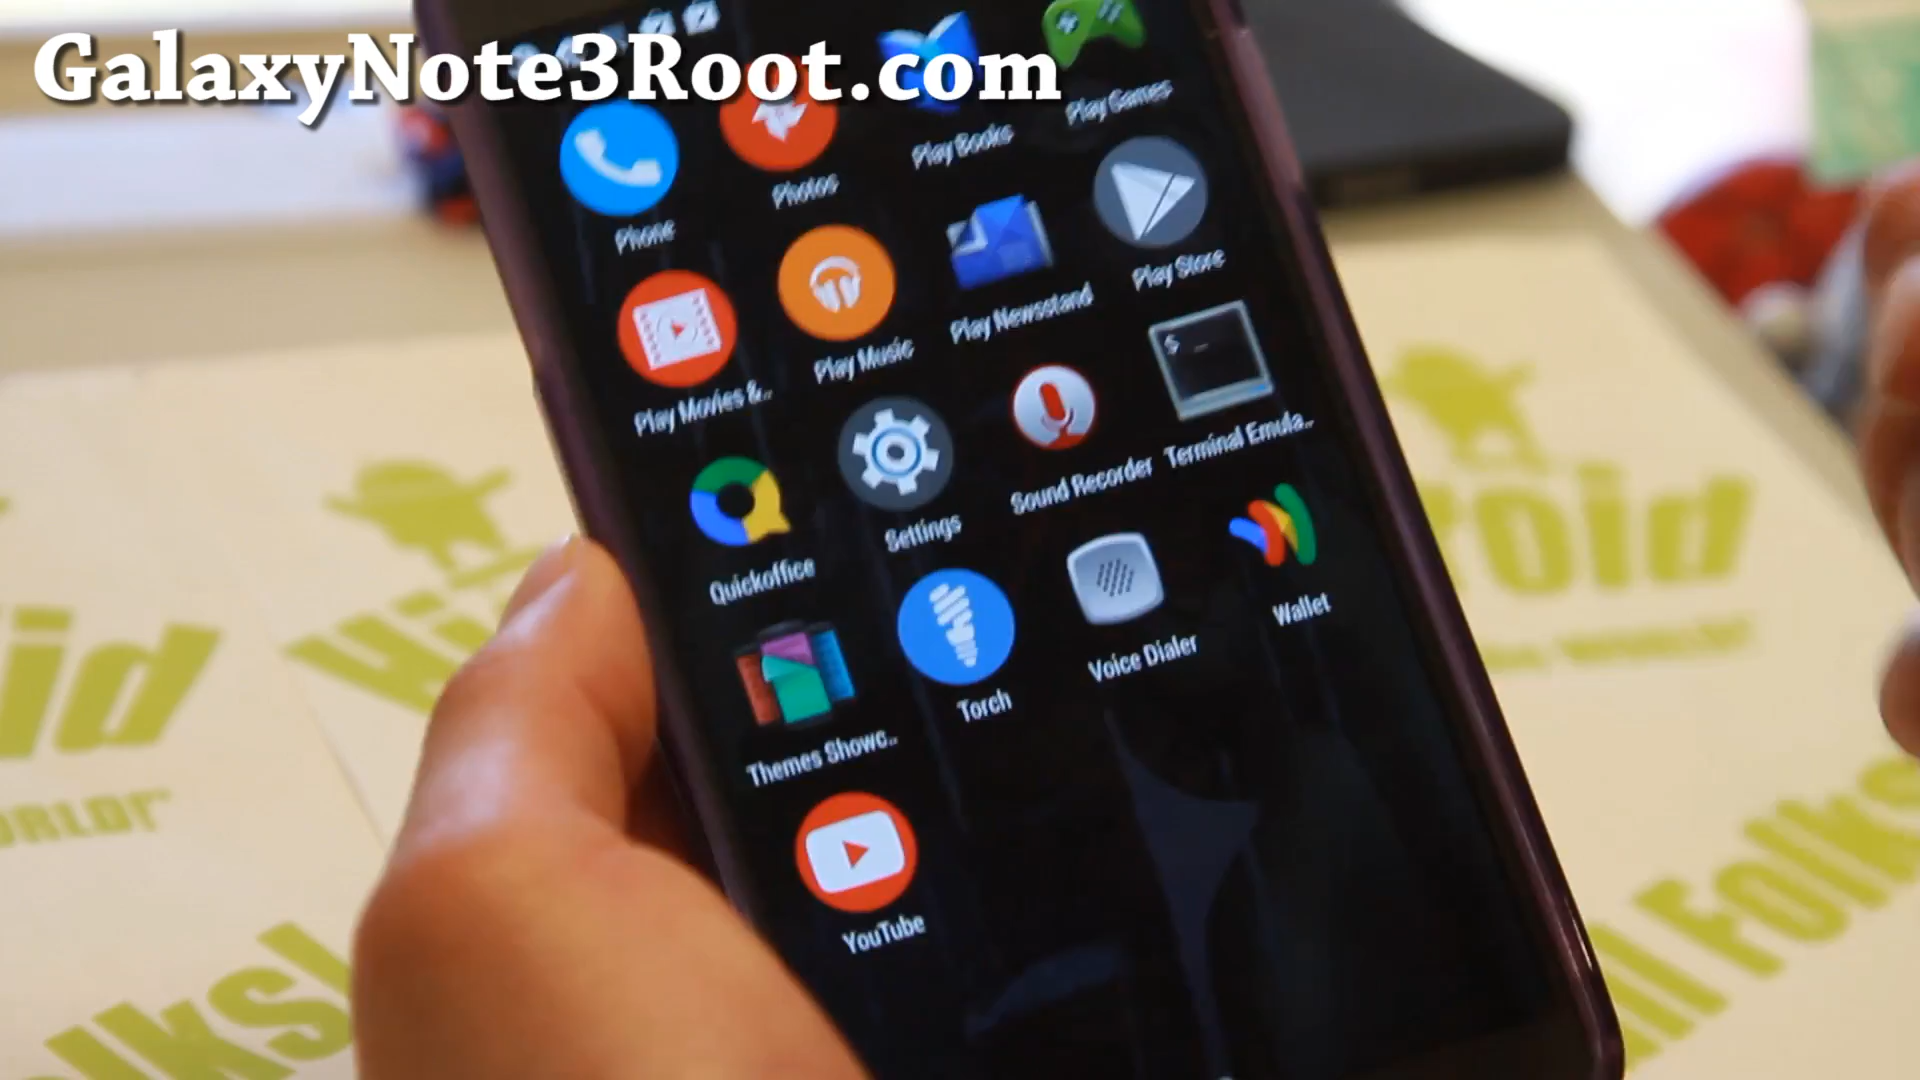 GalaxyNote3Root.com
Play Games
Play Books
Photos
Phone
Play Store
Play Newsstand
Play Music
Play Movies &..
Terminal Emula..
Sound Recorder
Settings
Quickoffice
Wallet
Voice Dialer
Torch
Themes Showc..
YouTube